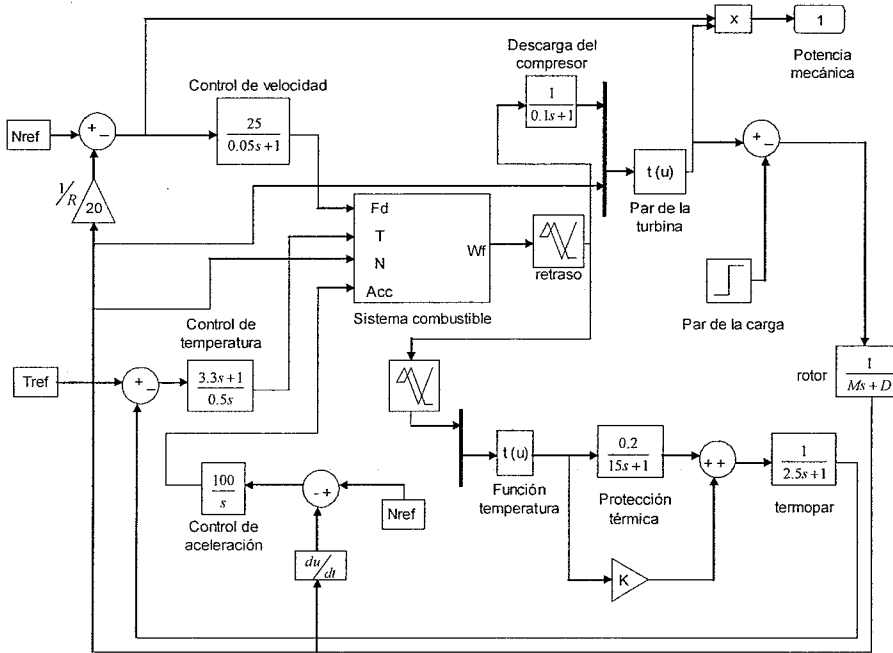 x
1
Potencia
mecánica
Descarga del
compresor
1
0.1s+1
Control de velocidad
25
0.05s+1
Nref
+
-
1/R
20
t (u)
Par de la
turbina
+
-
Fd
T
N
Acc
Wf
Sistema combustible
retraso
Par de la carga
Control de
temperatura
3.3s+1
0.5s
Tref
+
-
rotor
1
Ms+D
100
s
Control de
aceleración
- +
Nref
du/dt
t (u)
Función
temperatura
0.2
15s+1
Protección
térmica
+ +
1
2.5s+1
termopar
K